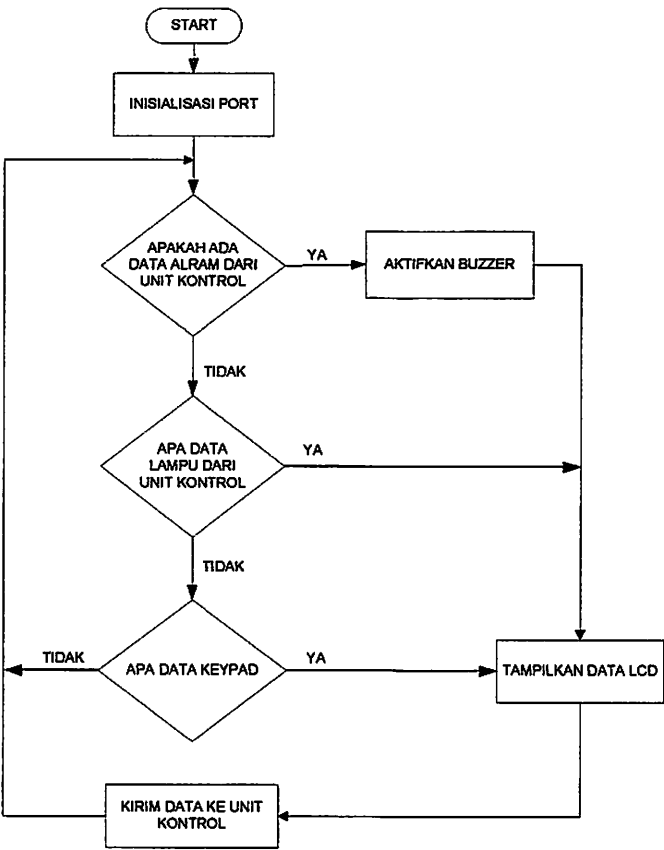 START
INISIALISASI PORT
APAKAH ADA
DATA ALRAM DARI
UNIT KONTROL
YA
AKTIFKAN BUZZER
TIDAK
APA DATA
LAMPU DARI
UNIT KONTROL
YA
TIDAK
TIDAK
APA DATA KEYPAD
YA
TAMPILKAN DATA LCD
KIRIM DATA KE UNIT
KONTROL